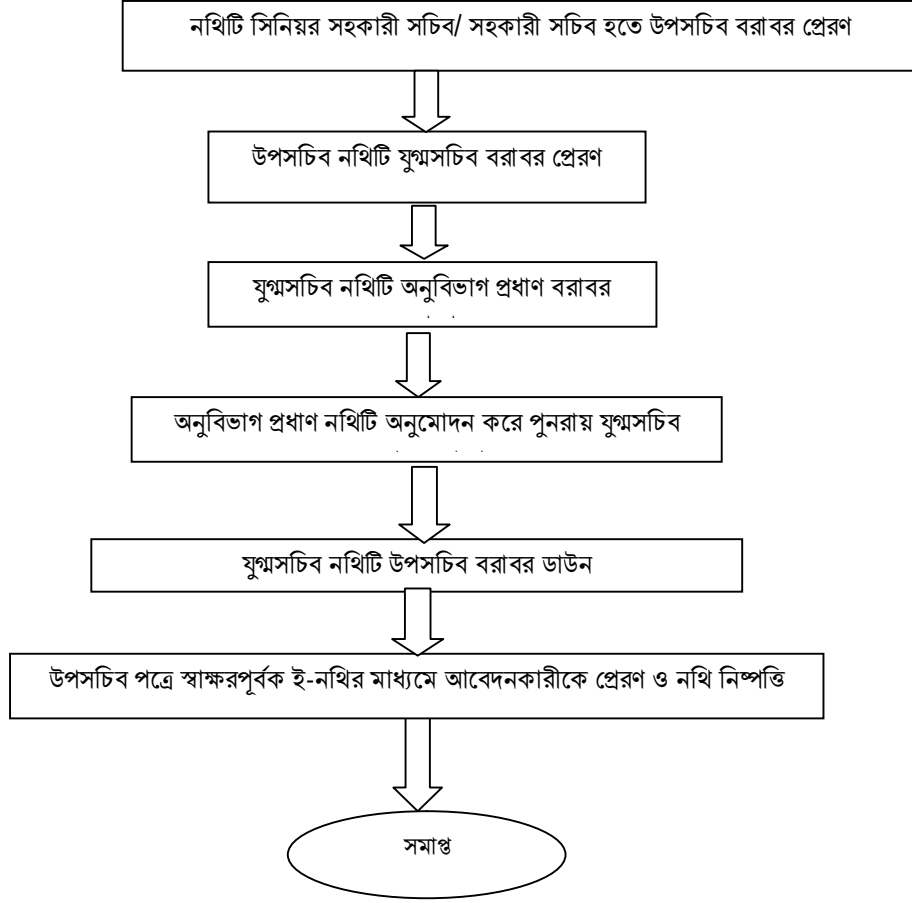 নথিটি সিনিয়র সহকারী সচিব/ সহকারী সচিব হতে উপসচিব বরাবর প্রেরণ
উপসচিব নথিটি যুগ্মসচিব বরাবর প্রেরণ
যুগ্মসচিব নথিটি অনুবিভাগ প্রধাণ বরাবর
অনুবিভাগ প্রধাণ নথিটি অনুমোদন করে পুনরায় যুগ্মসচিব
যুগ্মসচিব নথিটি উপসচিব বরাবর ডাউন
উপসচিব পত্রে স্বাক্ষরপূর্বক ই-নথির মাধ্যমে আবেদনকারীকে প্রেরণ ও নথি নিষ্পত্তি
সমাপ্ত